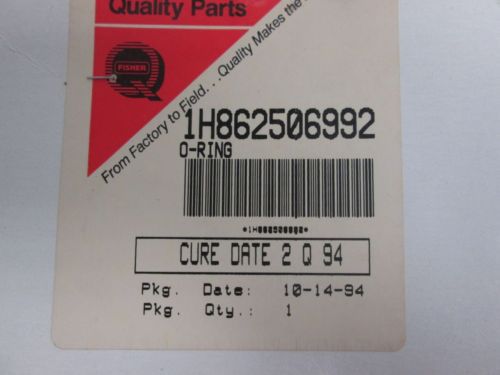 Quality Parts
FISHER
From Factory to Field... Quality Makes the
1H862506992
O-RING
*1H862506992*
CURE DATE 2 Q 94
Pkg. Date: 10-14-94
Pkg. Qty.: 1